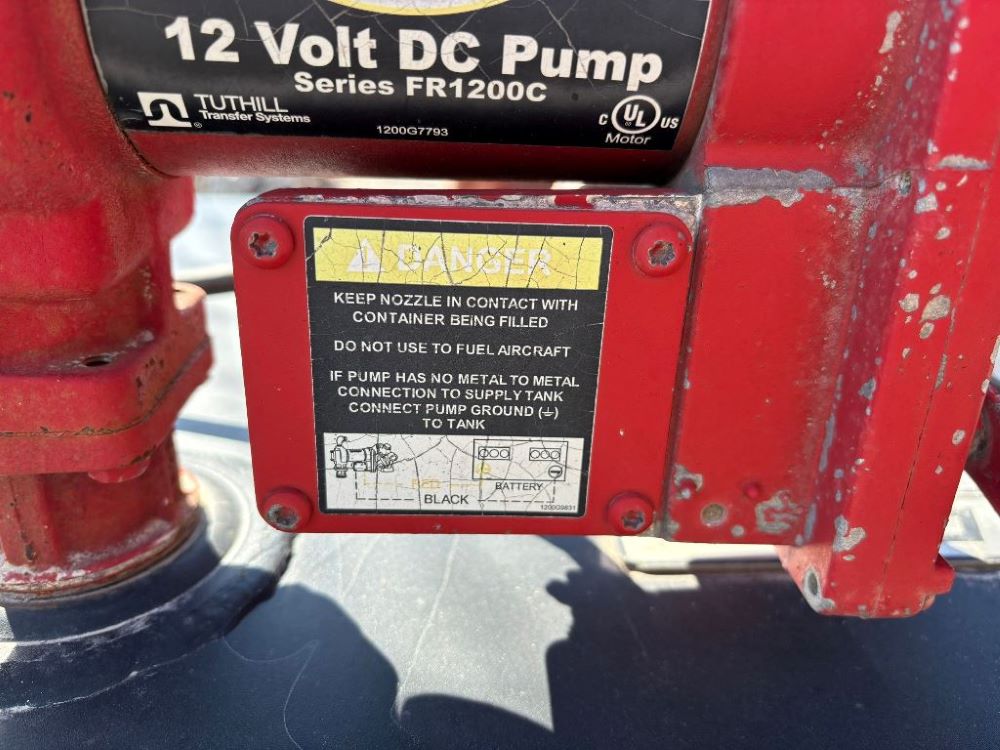 12 Volt DC Pump
Series FR1200C
TUTHILL
Transfer Systems
®
1200G7793
C UL US
Motor
DANGER
KEEP NOZZLE IN CONTACT WITH
CONTAINER BEING FILLED
DO NOT USE TO FUEL AIRCRAFT
IF PUMP HAS NO METAL TO METAL
CONNECTION TO SUPPLY TANK
CONNECT PUMP GROUND (⏚)
TO TANK
RED
BATTERY
BLACK
1200G9831